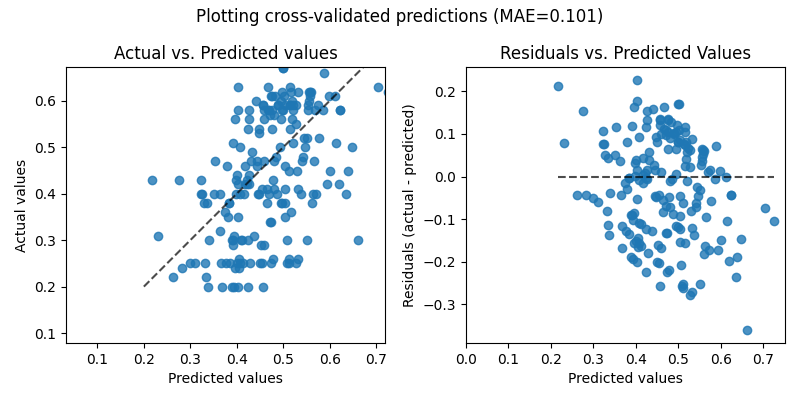 Plotting cross-validated predictions (MAE=0.101)
Actual vs. Predicted values
Actual values
0.6
0.5
0.4
0.3
0.2
0.1
0.1 0.2 0.3 0.4 0.5 0.6 0.7
Predicted values
Residuals vs. Predicted Values
Residuals (actual - predicted)
0.2
0.1
0.0
−0.1
−0.2
−0.3
0.0 0.1 0.2 0.3 0.4 0.5 0.6 0.7
Predicted values